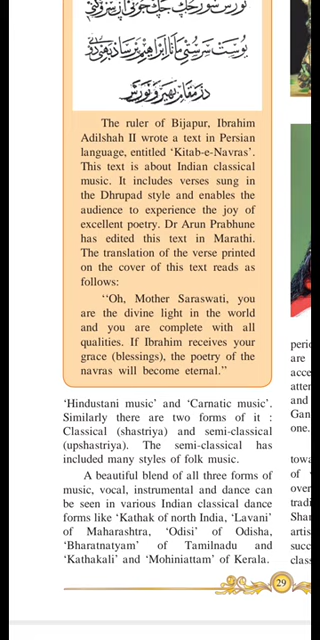 The ruler of Bijapur, Ibrahim
Adilshah II wrote a text in Persian
language, entitled ‘Kitab-e-Navras’.
This text is about Indian classical
music. It includes verses sung in
the Dhrupad style and enables the
audience to experience the joy of
excellent poetry. Dr Arun Prabhune
has edited this text in Marathi.
The translation of the verse printed
on the cover of this text reads as
follows:
‘‘Oh, Mother Saraswati, you
are the divine light in the world
and you are complete with all
qualities. If Ibrahim receives your
grace (blessings), the poetry of the
navras will become eternal.’’
‘Hindustani music’ and ‘Carnatic music’.
Similarly there are two forms of it :
Classical (shastriya) and semi-classical
(upshastriya). The semi-classical has
included many styles of folk music.
A beautiful blend of all three forms of
music, vocal, instrumental and dance can
be seen in various Indian classical dance
forms like ‘Kathak of north India, ‘Lavani’
of Maharashtra, ‘Odisi’ of Odisha,
‘Bharatnatyam’ of Tamilnadu and
‘Kathakali’ and ‘Mohiniattam’ of Kerala.
are
and
one.
of
29